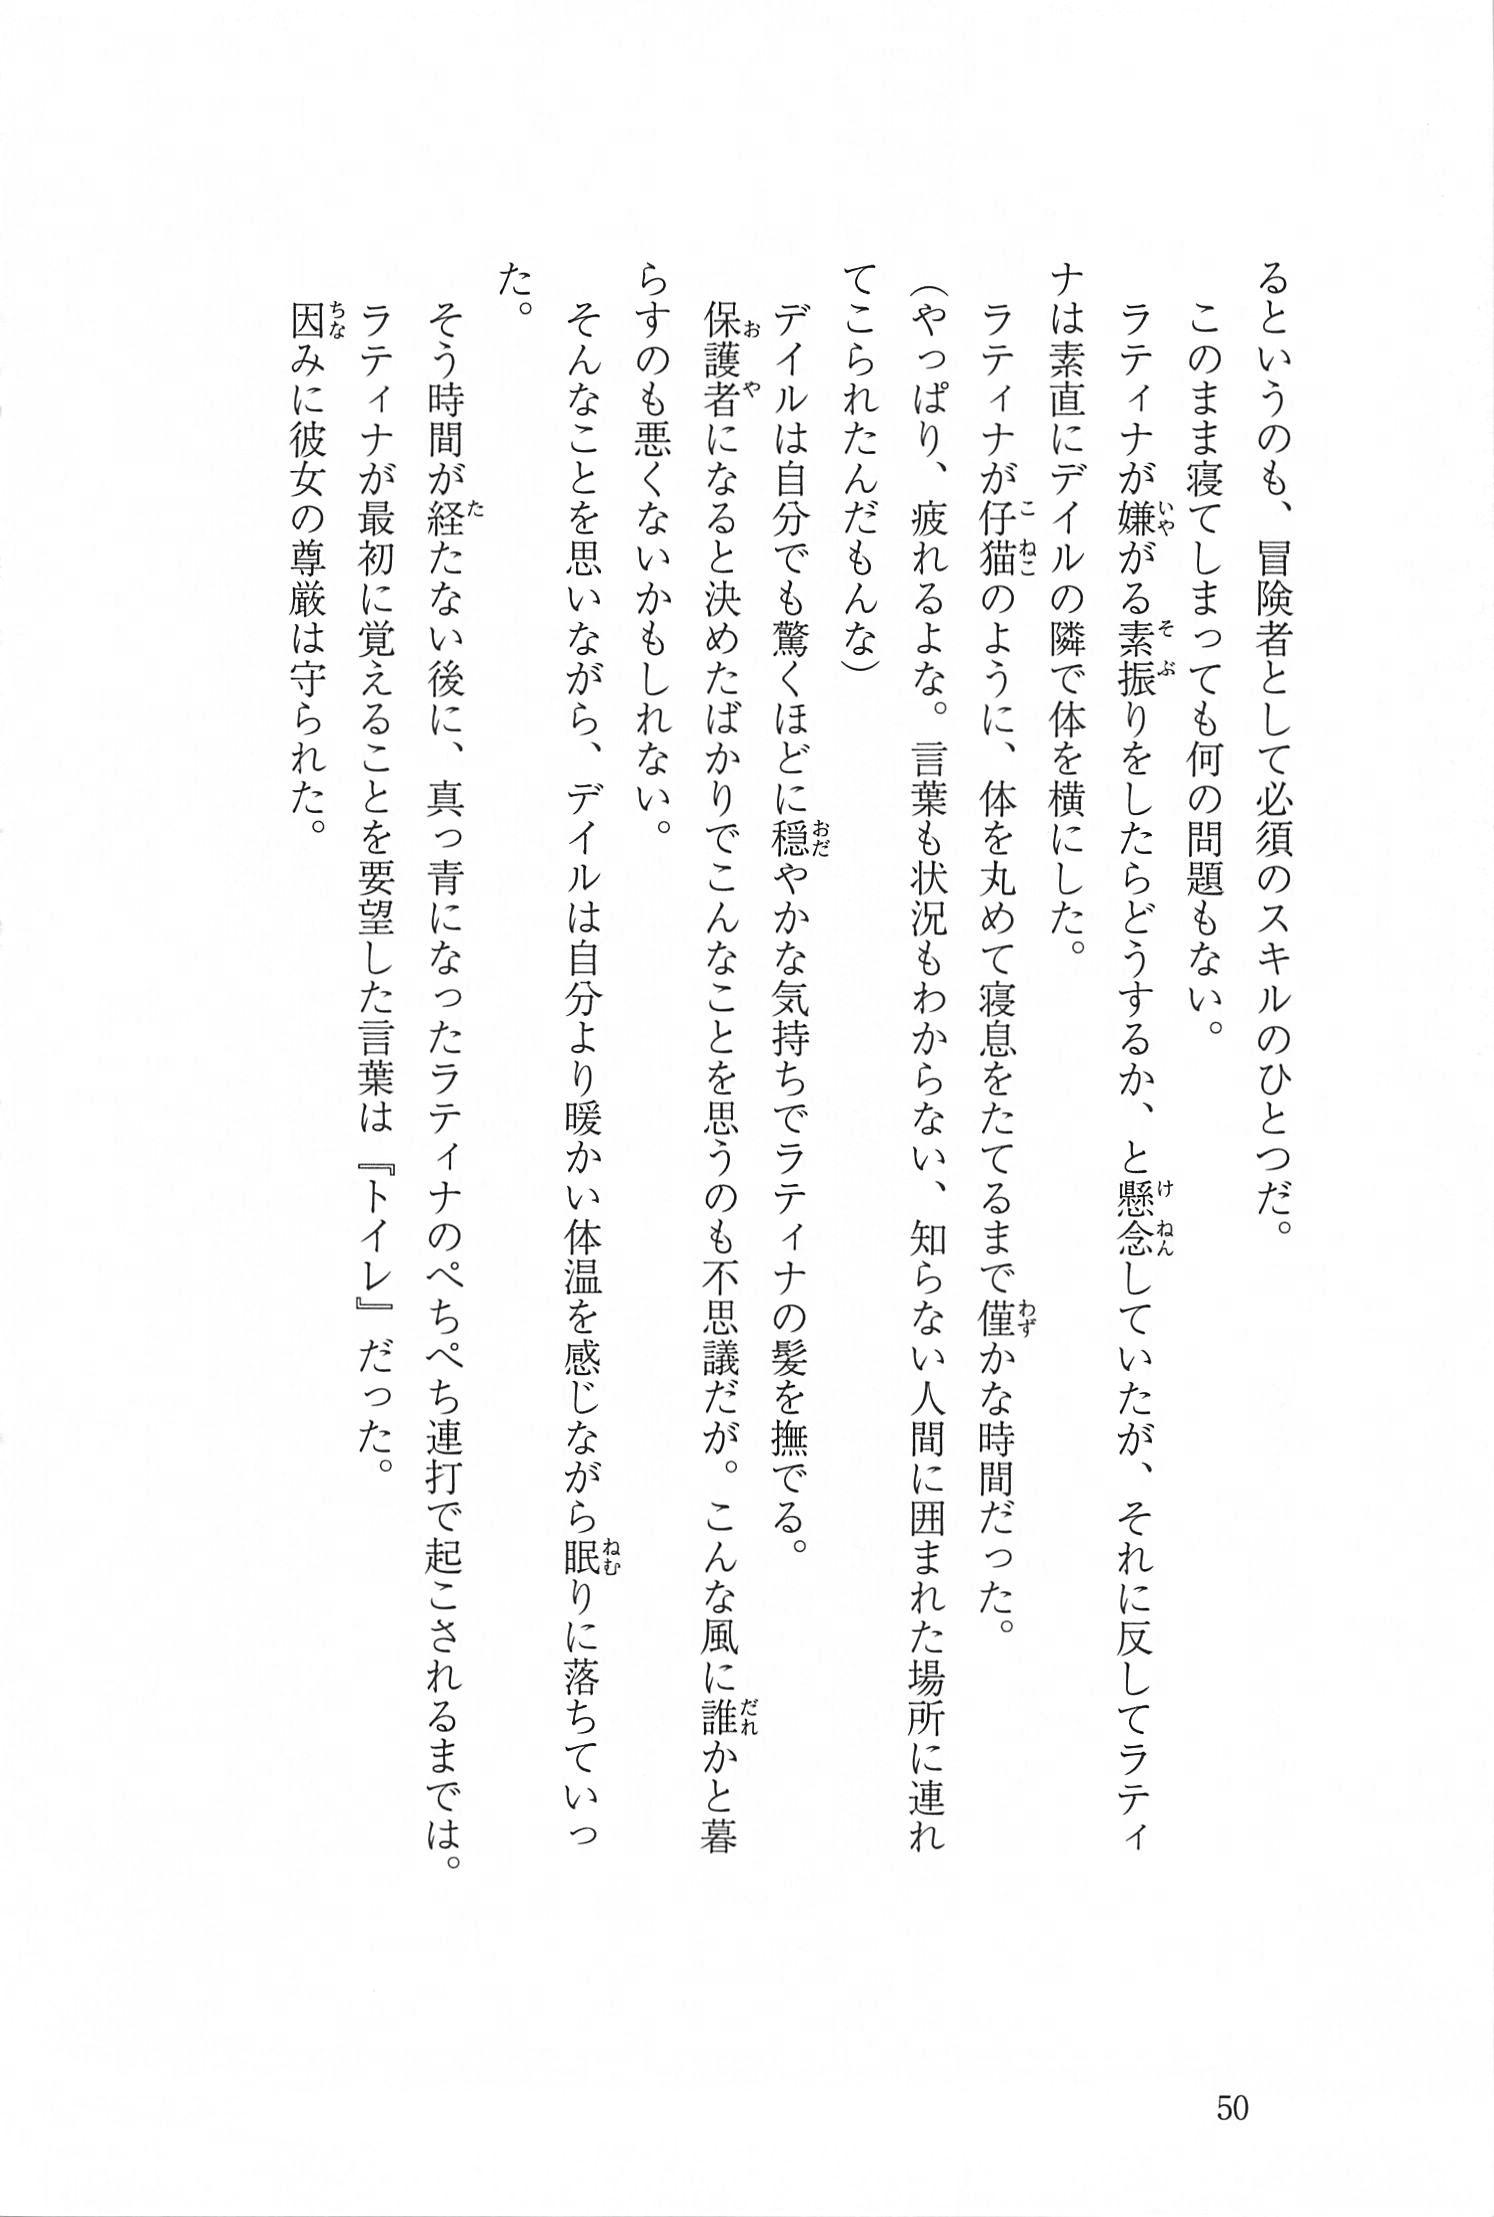 るというのも、冒険者として必須のスキルのひとつだ。
　このまま寝てしまっても何の問題もない。
　ラティナが嫌がる素振りをしたらどうするか、と懸念していたが、それに反してラティ
ナは素直にデイルの隣で体を横にした。
　ラティナが仔猫のように、体を丸めて寝息をたてるまで僅かな時間だった。
（やっぱり、疲れるよな。言葉も状況もわからない、知らない人間に囲まれた場所に連れ
てこられたんだもんな）
　デイルは自分でも驚くほどに穏やかな気持ちでラティナの髪を撫でる。
　保護者になると決めたばかりでこんなことを思うのも不思議だが。こんな風に誰かと暮
らすのも悪くないかもしれない。
　そんなことを思いながら、デイルは自分より暖かい体温を感じながら眠りに落ちていっ
た。
　そう時間が経たない後に、真っ青になったラティナのぺちぺち連打で起こされるまでは。
　ラティナが最初に覚えることを要望した言葉は『トイレ』だった。
　因みに彼女の尊厳は守られた。
50